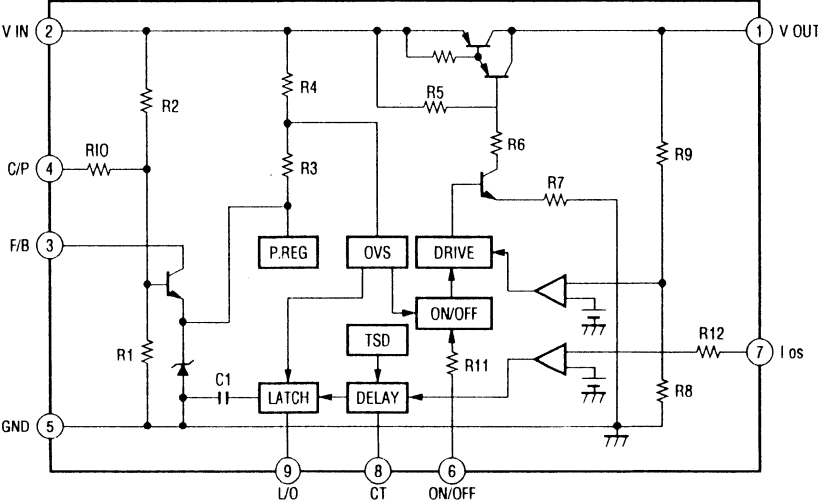 V IN 2
1 V OUT
R4
R5
R2
R6
R10
C/P 4
R3
R9
R7
F/B 3
P.REG
OVS
DRIVE
ON/OFF
TSD
R12
7 I os
R1
R11
C1
LATCH
DELAY
R8
GND 5
9
8
6
L/O
CT
ON/OFF